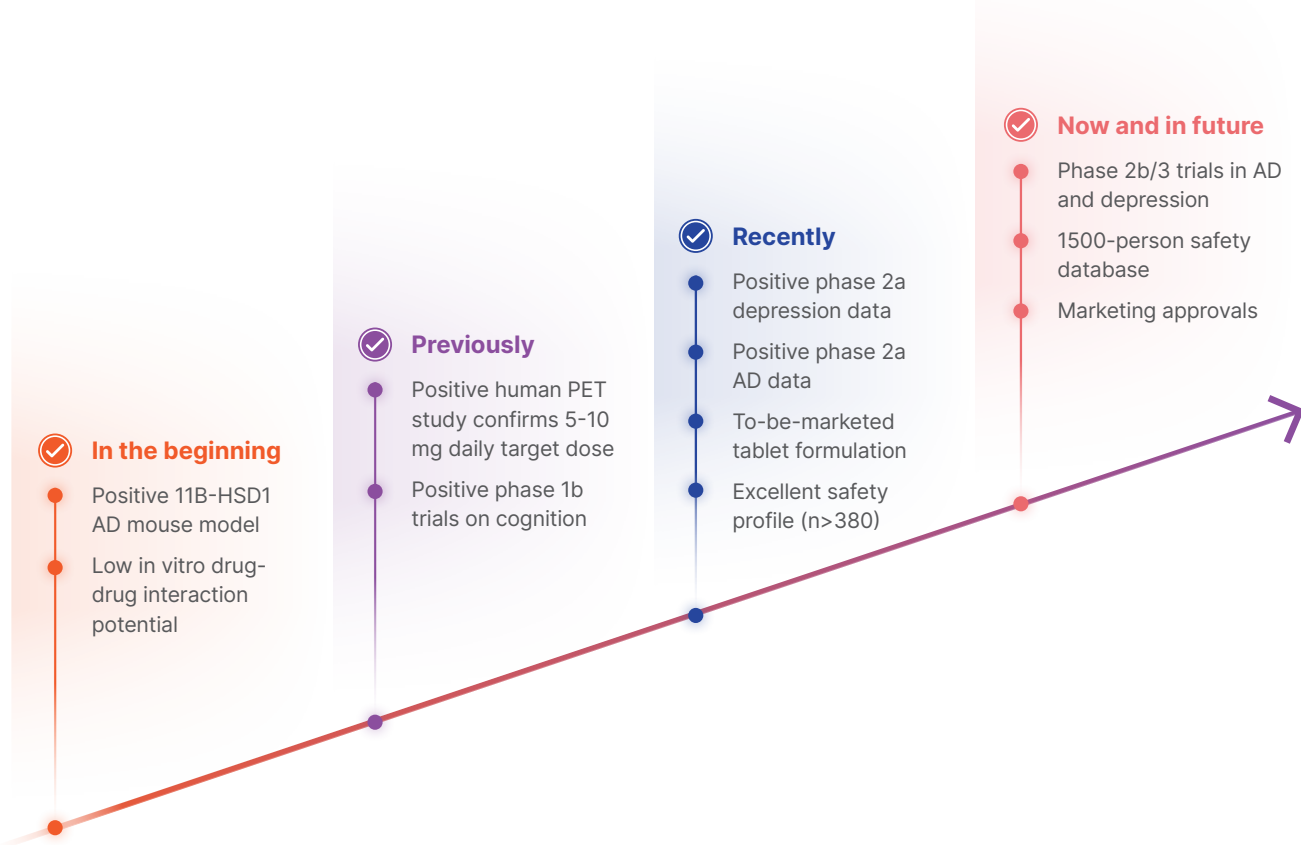 In the beginning
Positive 11B-HSD1
AD mouse model
Low in vitro drug-
drug interaction
potential
Previously
Positive human PET
study confirms 5-10
mg daily target dose
Positive phase 1b
trials on cognition
Recently
Positive phase 2a
depression data
Positive phase 2a
AD data
To-be-marketed
tablet formulation
Excellent safety
profile (n>380)
Now and in future
Phase 2b/3 trials in AD
and depression
1500-person safety
database
Marketing approvals